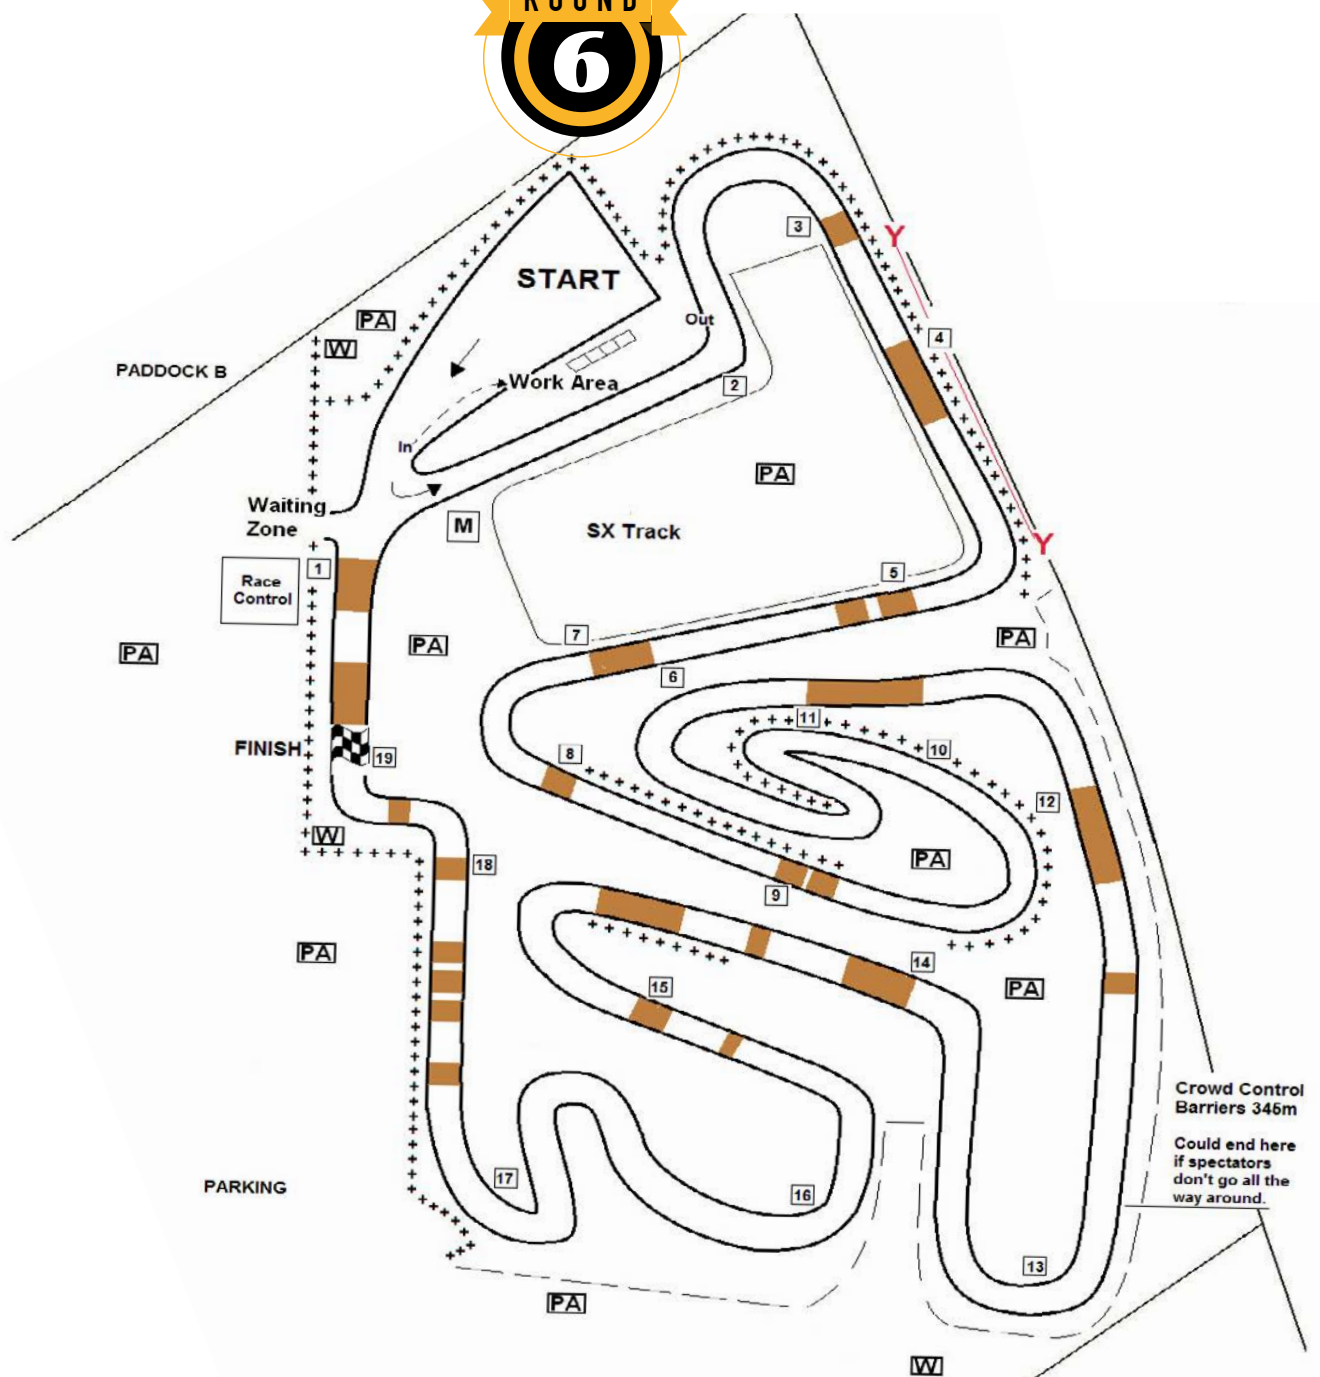 ROUND
6
3
Y
START
Out
4
PA
W
PADDOCK B
Work Area
2
In
PA
Waiting
Zone
M
SX Track
Y
1
Race
Control
5
7
PA
PA
PA
6
11
10
FINISH
19
8
12
W
18
PA
9
PA
14
15
PA
Crowd Control
Barriers 345m
Could end here
if spectators
don't go all the
way around.
PARKING
17
16
13
PA
W